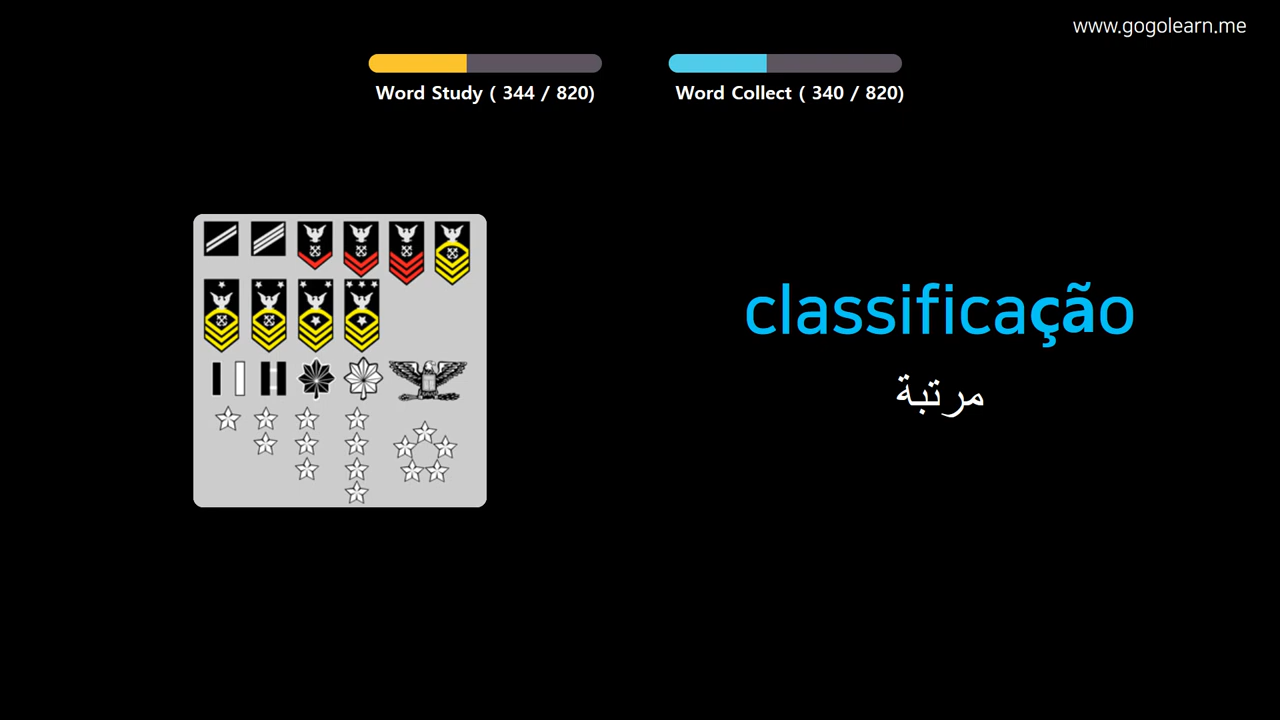 www.gogolearn.me
Word Study ( 344 / 820)
Word Collect ( 340 / 820)
classificação
مرتبة